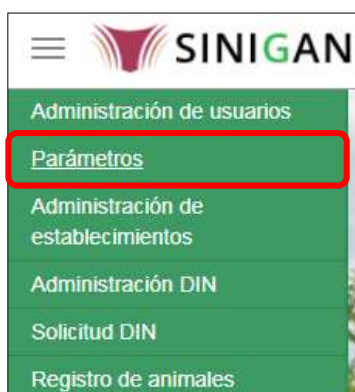 SINIGAN
Administración de usuarios
Parámetros
Administración de
establecimientos
Administración DIN
Solicitud DIN
Registro de animales